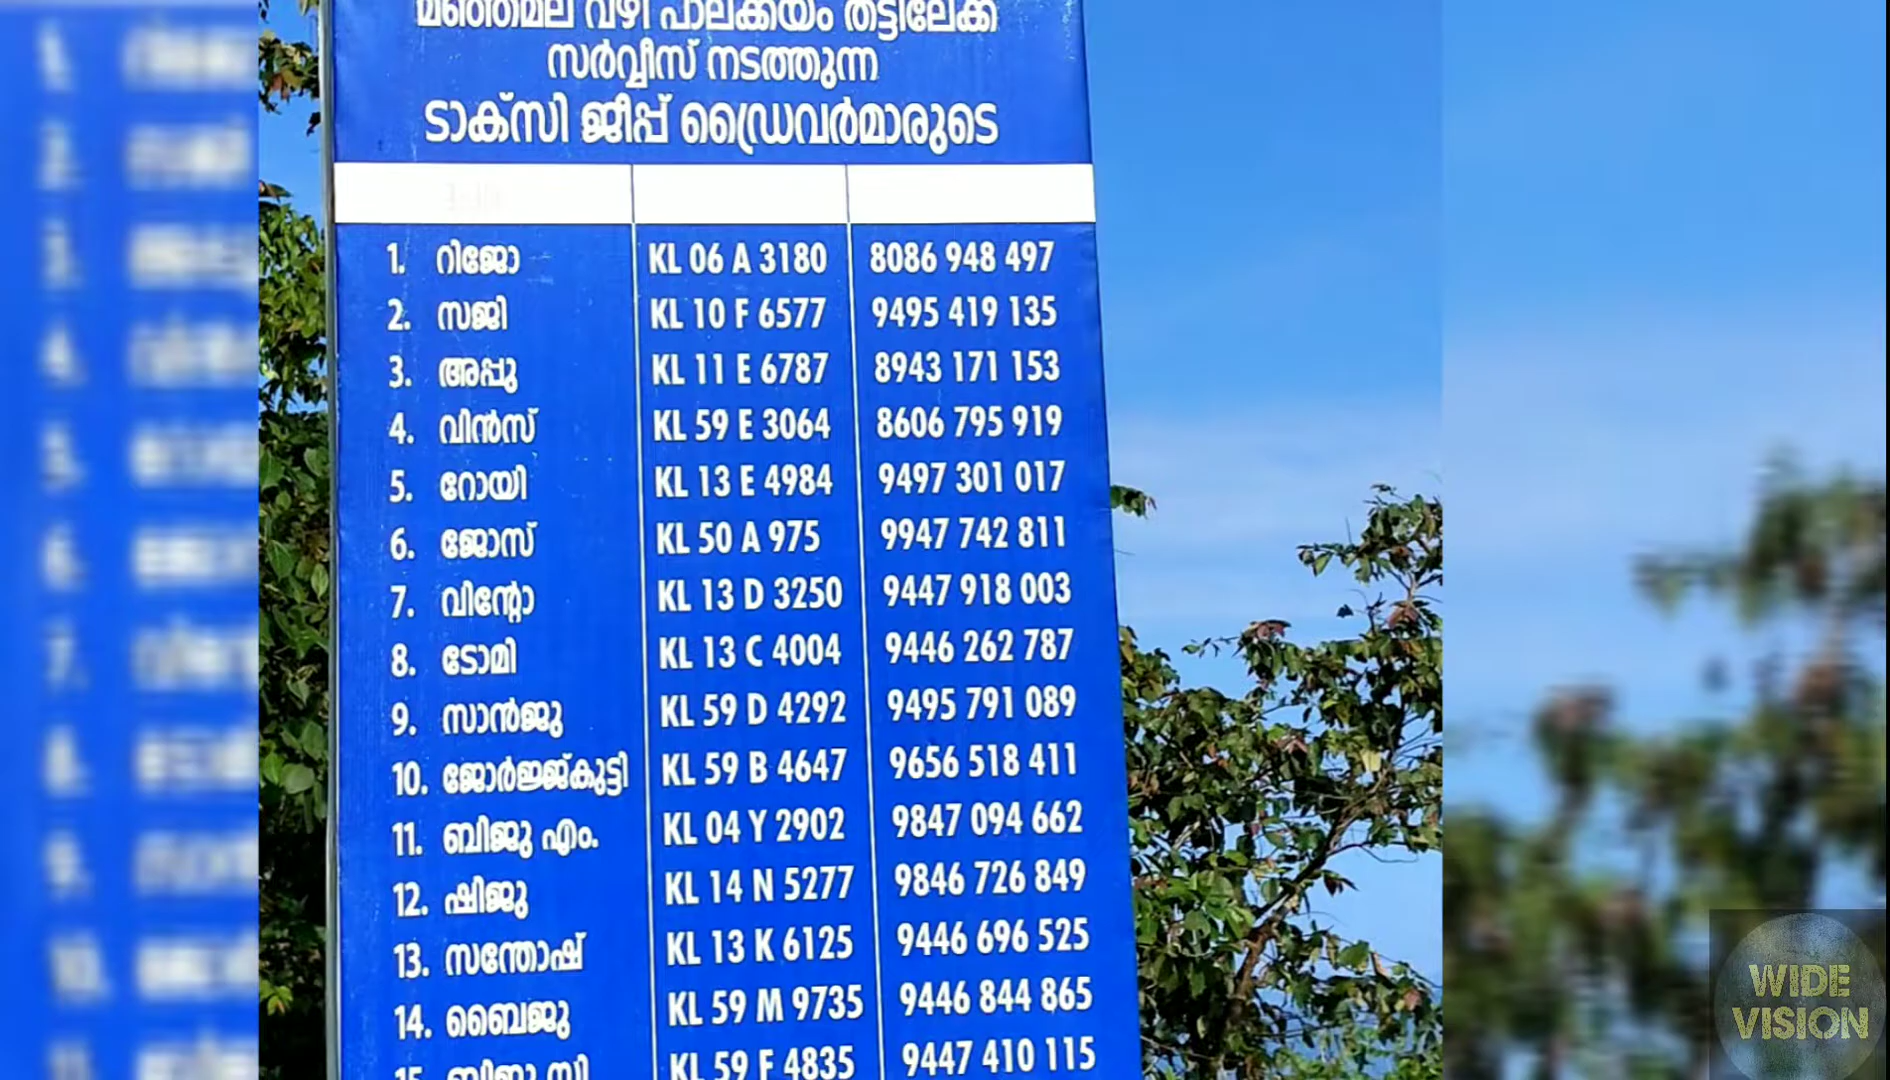 മഞ്ഞമല വഴി പാലക്കയം തട്ടിലേക്ക്
സർവ്വീസ് നടത്തുന്ന
ടാക്സി ജീപ്പ് ഡ്രൈവർമാരുടെ
1. റിജോ KL 06 A 3180 8086 948 497
2. സജി KL 10 F 6577 9495 419 135
3. അപ്പു KL 11 E 6787 8943 171 153
4. വിൻസ് KL 59 E 3064 8606 795 919
5. റോയി KL 13 E 4984 9497 301 017
6. ജോസ് KL 50 A 975 9947 742 811
7. വിന്റോ KL 13 D 3250 9447 918 003
8. ടോമി KL 13 C 4004 9446 262 787
9. സാൻജു KL 59 D 4292 9495 791 089
10. ജോർജ്ജ്കുട്ടി KL 59 B 4647 9656 518 411
11. ബിജു എം. KL 04 Y 2902 9847 094 662
12. ഷിജു KL 14 N 5277 9846 726 849
13. സന്തോഷ് KL 13 K 6125 9446 696 525
14. ബൈജു KL 59 M 9735 9446 844 865
15. ബിജു സി KL 59 F 4835 9447 410 115
WIDE
VISION